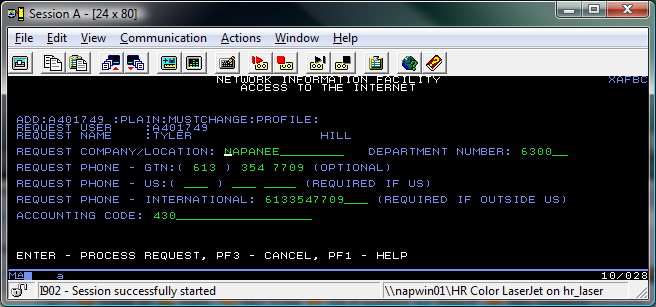 Session A - [24 x 80]
File Edit View Communication Actions Window Help
NETWORK INFORMATION FACILITY XAFBC
ACCESS TO THE INTERNET
ADD:A401749 :PLAIN:MUSTCHANGE:PROFILE:
REQUEST USER :A401749
REQUEST NAME :TYLER HILL
REQUEST COMPANY/LOCATION: NAPANEE__________ DEPARTMENT NUMBER: 6300__
REQUEST PHONE - GTN:( 613 ) 354 7709 (OPTIONAL)
REQUEST PHONE - US:( ___ ) ___ ____ (REQUIRED IF US)
REQUEST PHONE - INTERNATIONAL: 6133547709___ (REQUIRED IF OUTSIDE US)
ACCOUNTING CODE: 430_________________
ENTER - PROCESS REQUEST, PF3 - CANCEL, PF1 - HELP
MA a 10/028
I902 - Session successfully started \\napwin01\HR Color LaserJet on hr_laser